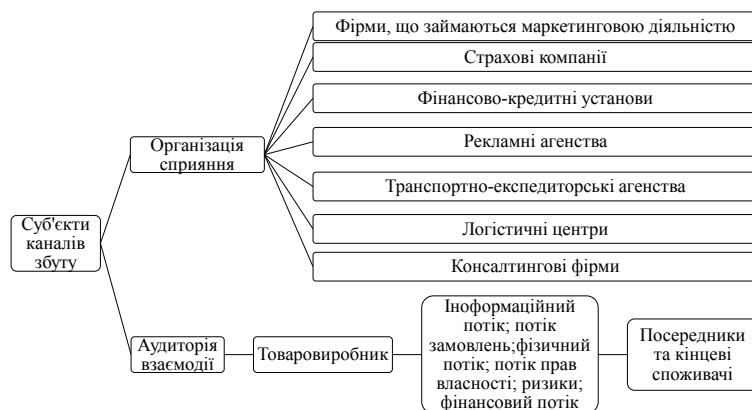 Фірми, що займаються маркетинговою діяльністю
Страхові компанії
Фінансово-кредитні установи
Організація
сприяння
Рекламні агенства
Транспортно-експедиторські агенства
Логістичні центри
Консалтингові фірми
Суб'єкти
каналів
збуту
Аудиторія
взаємодії
Товаровиробник
Іноформаційний
потік; потік
замовлень;фізичний
потік; потік прав
власності; ризики;
фінансовий потік
Посередники
та кінцеві
споживачі